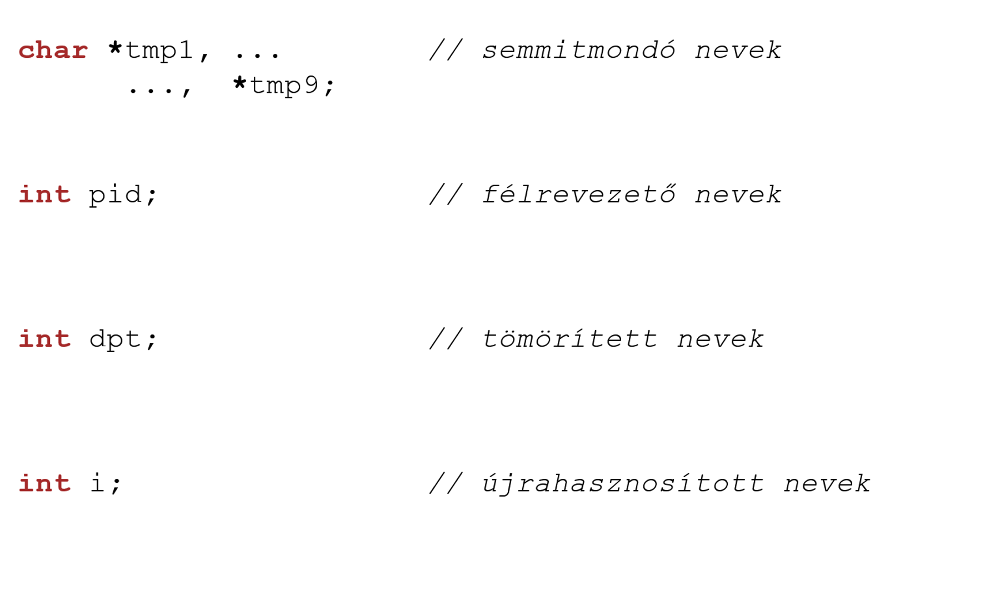 char *tmp1, ... // semmitmondó nevek
..., *tmp9;
int pid; // félrevezető nevek
int dpt; // tömörített nevek
int i; // újrahasznosított nevek